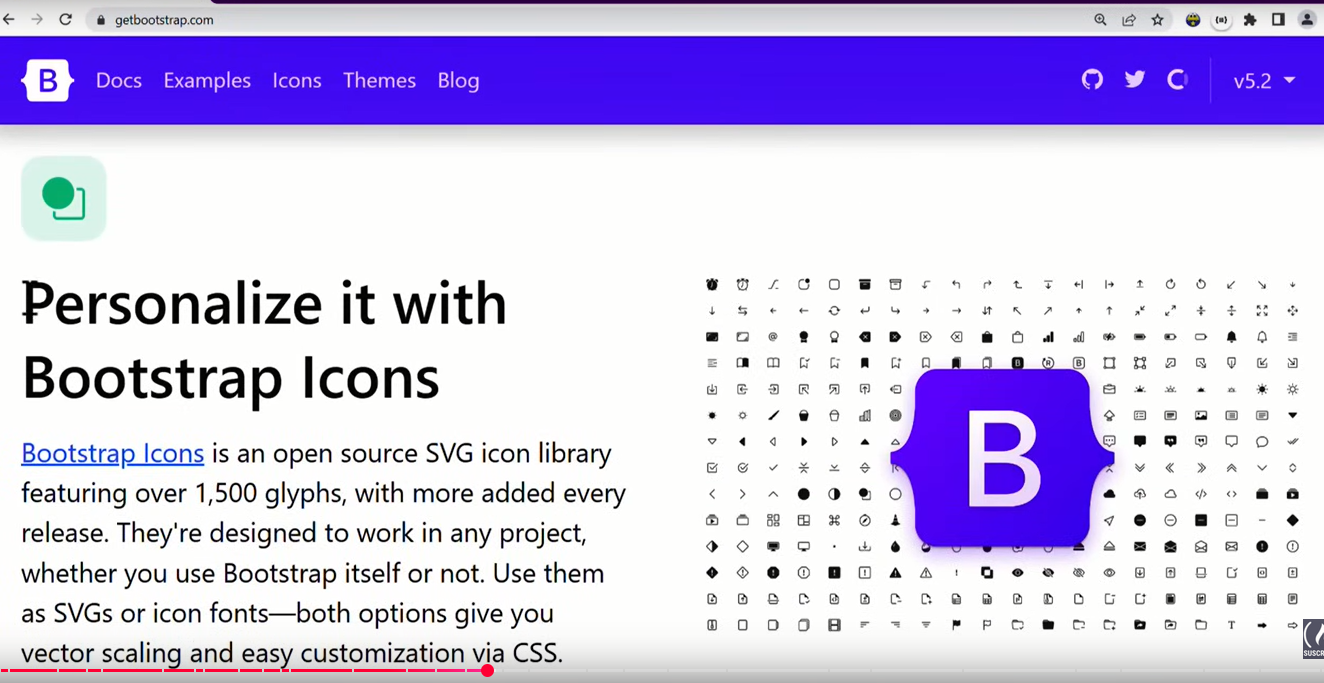 getbootstrap.com
B
Docs Examples Icons Themes Blog
v5.2
Personalize it with
Bootstrap Icons
Bootstrap Icons is an open source SVG icon library
featuring over 1,500 glyphs, with more added every
release. They're designed to work in any project,
whether you use Bootstrap itself or not. Use them
as SVGs or icon fonts—both options give you
vector scaling and easy customization via CSS.
B